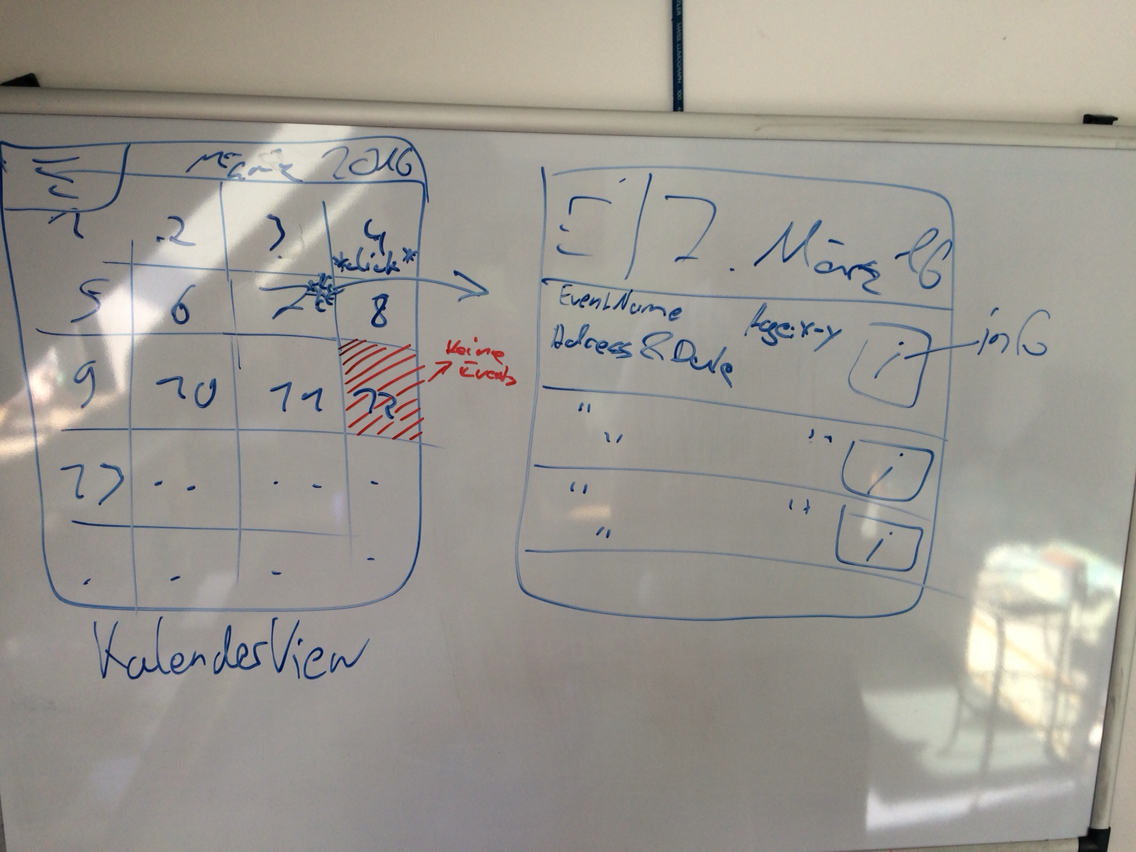 März 2016
1 2 3 4
*click*
5 6 7 8
9 10 11 12
Keine
Events
13 . . . . .
. . . .
KalenderView
7. März 16
EventName
Adress & Date
Age: x-y
i
info
" "
" i
" "
" i